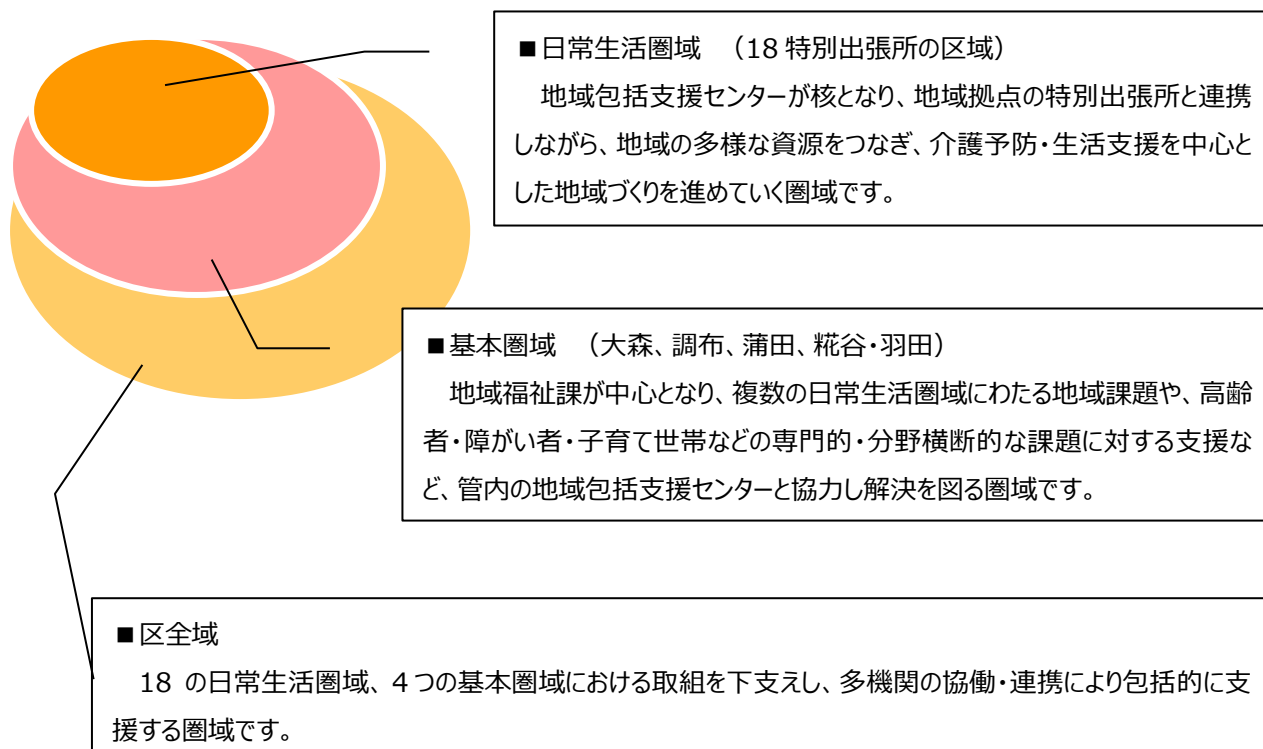 ■日常生活圏域　（18 特別出張所の区域）
　地域包括支援センターが核となり、地域拠点の特別出張所と連携
しながら、地域の多様な資源をつなぎ、介護予防・生活支援を中心と
した地域づくりを進めていく圏域です。
■基本圏域　（大森、調布、蒲田、糀谷・羽田）
　地域福祉課が中心となり、複数の日常生活圏域にわたる地域課題や、高齢
者・障がい者・子育て世帯などの専門的・分野横断的な課題に対する支援な
ど、管内の地域包括支援センターと協力し解決を図る圏域です。
■区全域
　18 の日常生活圏域、４つの基本圏域における取組を下支えし、多機関の協働・連携により包括的に支
援する圏域です。